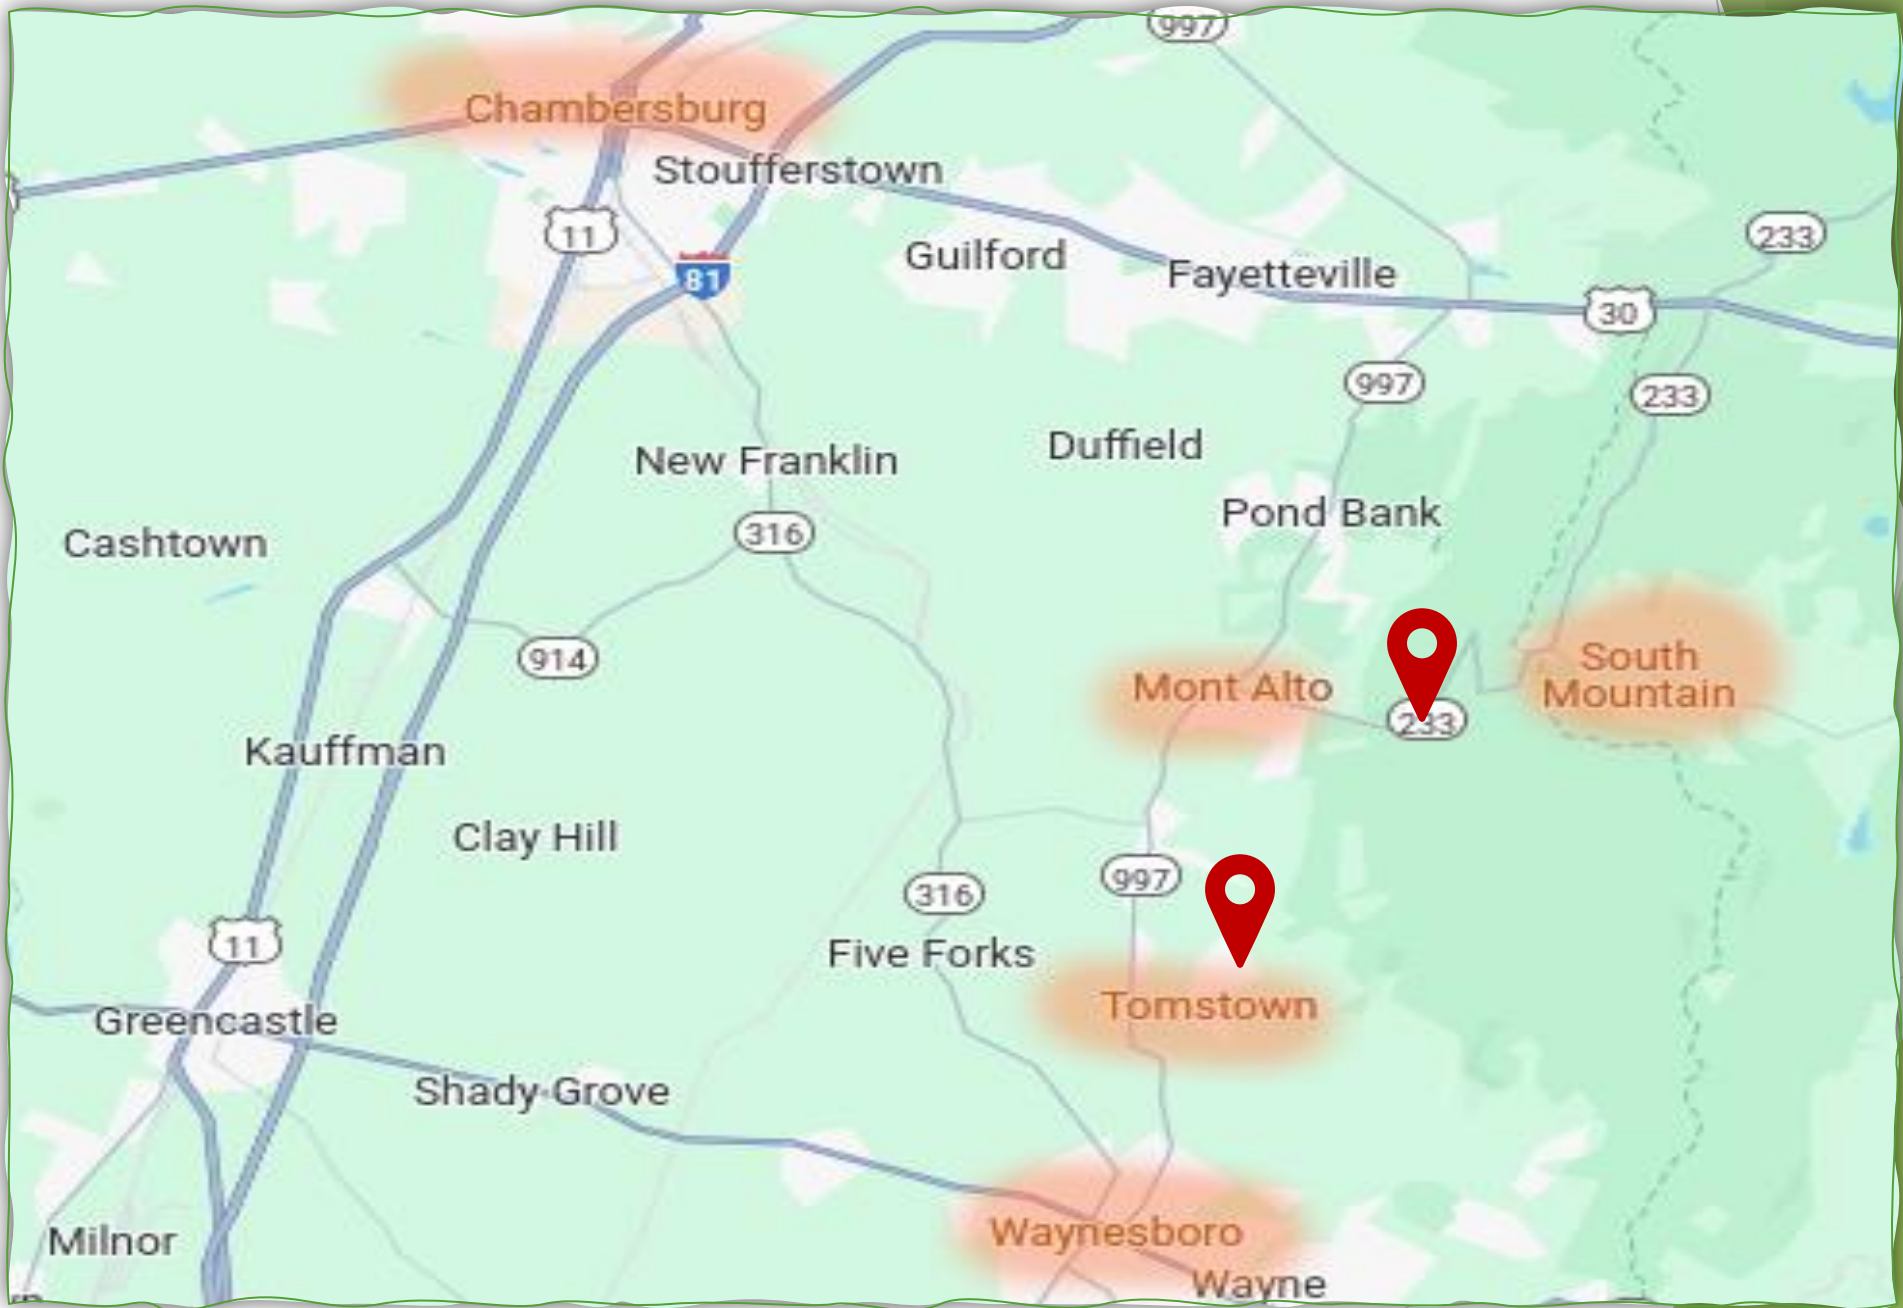 997
Chambersburg
Stoufferstown
11
233
Guilford
81
Fayetteville
30
997
233
Duffield
New Franklin
Pond Bank
316
Cashtown
914
South
Mountain
Mont Alto
233
Kauffman
Clay Hill
997
316
11
Five Forks
Tomstown
Greencastle
Shady Grove
Waynesboro
Milnor
Wayne